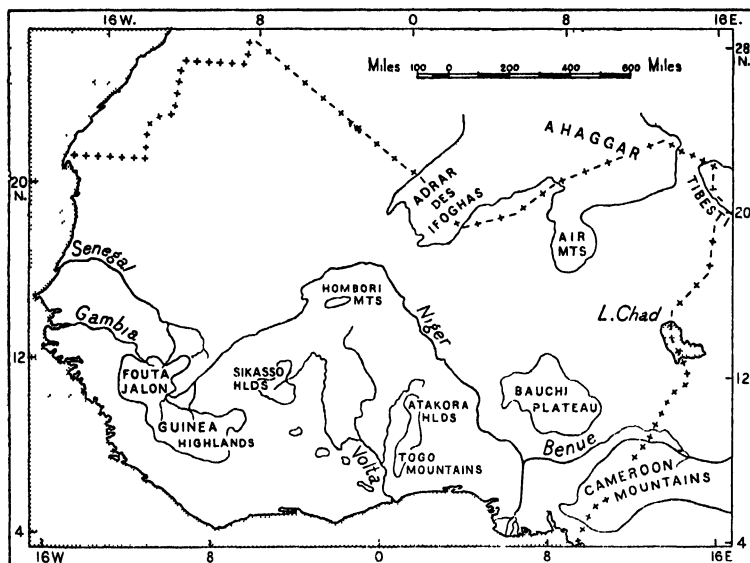 16W.
8
0
8
16E.
28
N.
Miles
100
0
200
400
600
Miles
AHAGGAR
20
N.
ADRAR
DES
IFOGHAS
TIBESTI
20
AIR
MTS
Senegal
HOMBORI
MTS
Niger
L.Chad
Gambia
12
FOUTA
JALON
SIKASSO
HLDS
12
BAUCHI
PLATEAU
ATAKORA
HLDS
GUINEA
HIGHLANDS
Benue
Volta
TOGO
MOUNTAINS
CAMEROON
MOUNTAINS
4
4
16W
8
0
8
16E